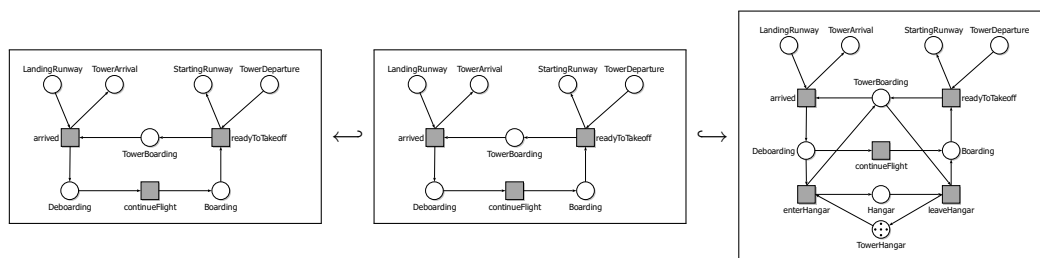 LandingRunway TowerArrival StartingRunway TowerDeparture
arrived readyToTakeoff
TowerBoarding
Deboarding continueFlight Boarding
LandingRunway TowerArrival StartingRunway TowerDeparture
arrived readyToTakeoff
TowerBoarding
Deboarding continueFlight Boarding
LandingRunway TowerArrival StartingRunway TowerDeparture
TowerBoarding
arrived readyToTakeoff
Deboarding Boarding
continueFlight
enterHangar Hangar leaveHangar
TowerHangar